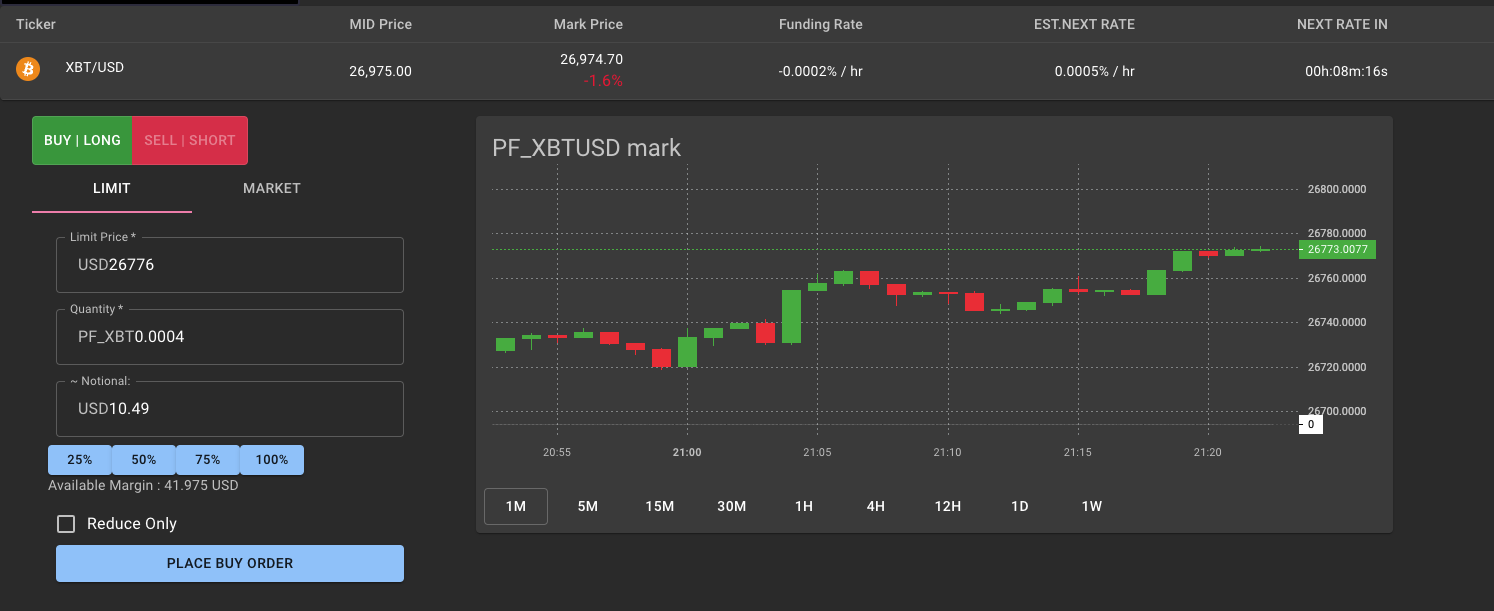 Ticker MID Price Mark Price Funding Rate EST.NEXT RATE NEXT RATE IN
XBT/USD 26,975.00 26,974.70 -0.0002% / hr 0.0005% / hr 00h:08m:16s
-1.6%
BUY | LONG SELL | SHORT
LIMIT MARKET
Limit Price *
USD26776
Quantity *
PF_XBT0.0004
~ Notional:
USD10.49
25% 50% 75% 100%
Available Margin : 41.975 USD
Reduce Only
PLACE BUY ORDER
PF_XBTUSD mark
26800.0000
26780.0000
26773.0077
26760.0000
26740.0000
26720.0000
26700.0000
0
20:55 21:00 21:05 21:10 21:15 21:20
1M 5M 15M 30M 1H 4H 12H 1D 1W